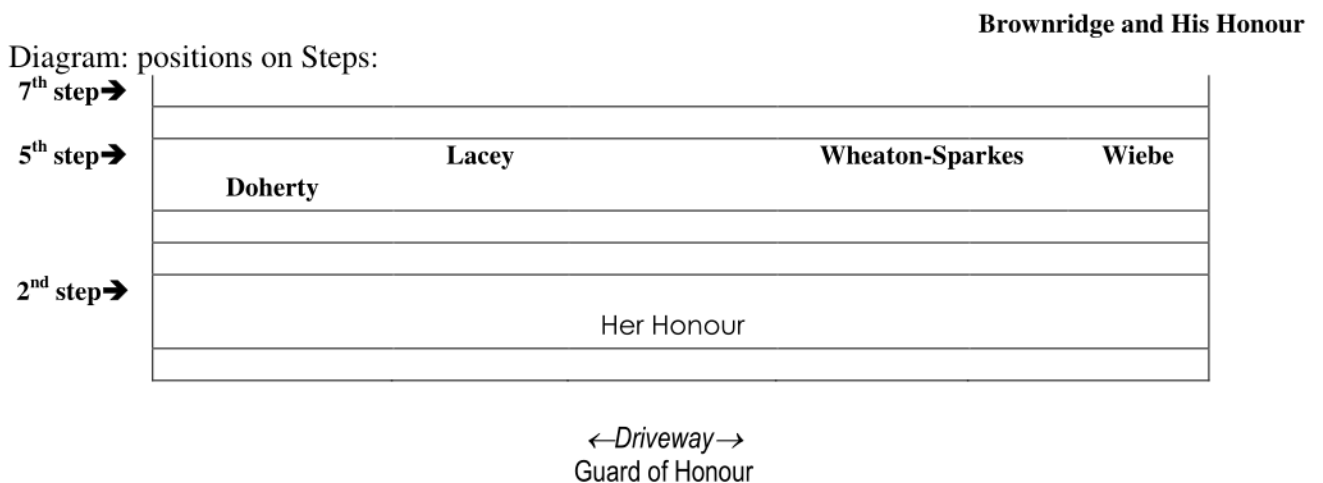 Brownridge and His Honour
Diagram: positions on Steps:
7th step➔
5th step➔ Lacey Wheaton-Sparkes Wiebe
Doherty
2nd step➔
Her Honour
←Driveway→
Guard of Honour